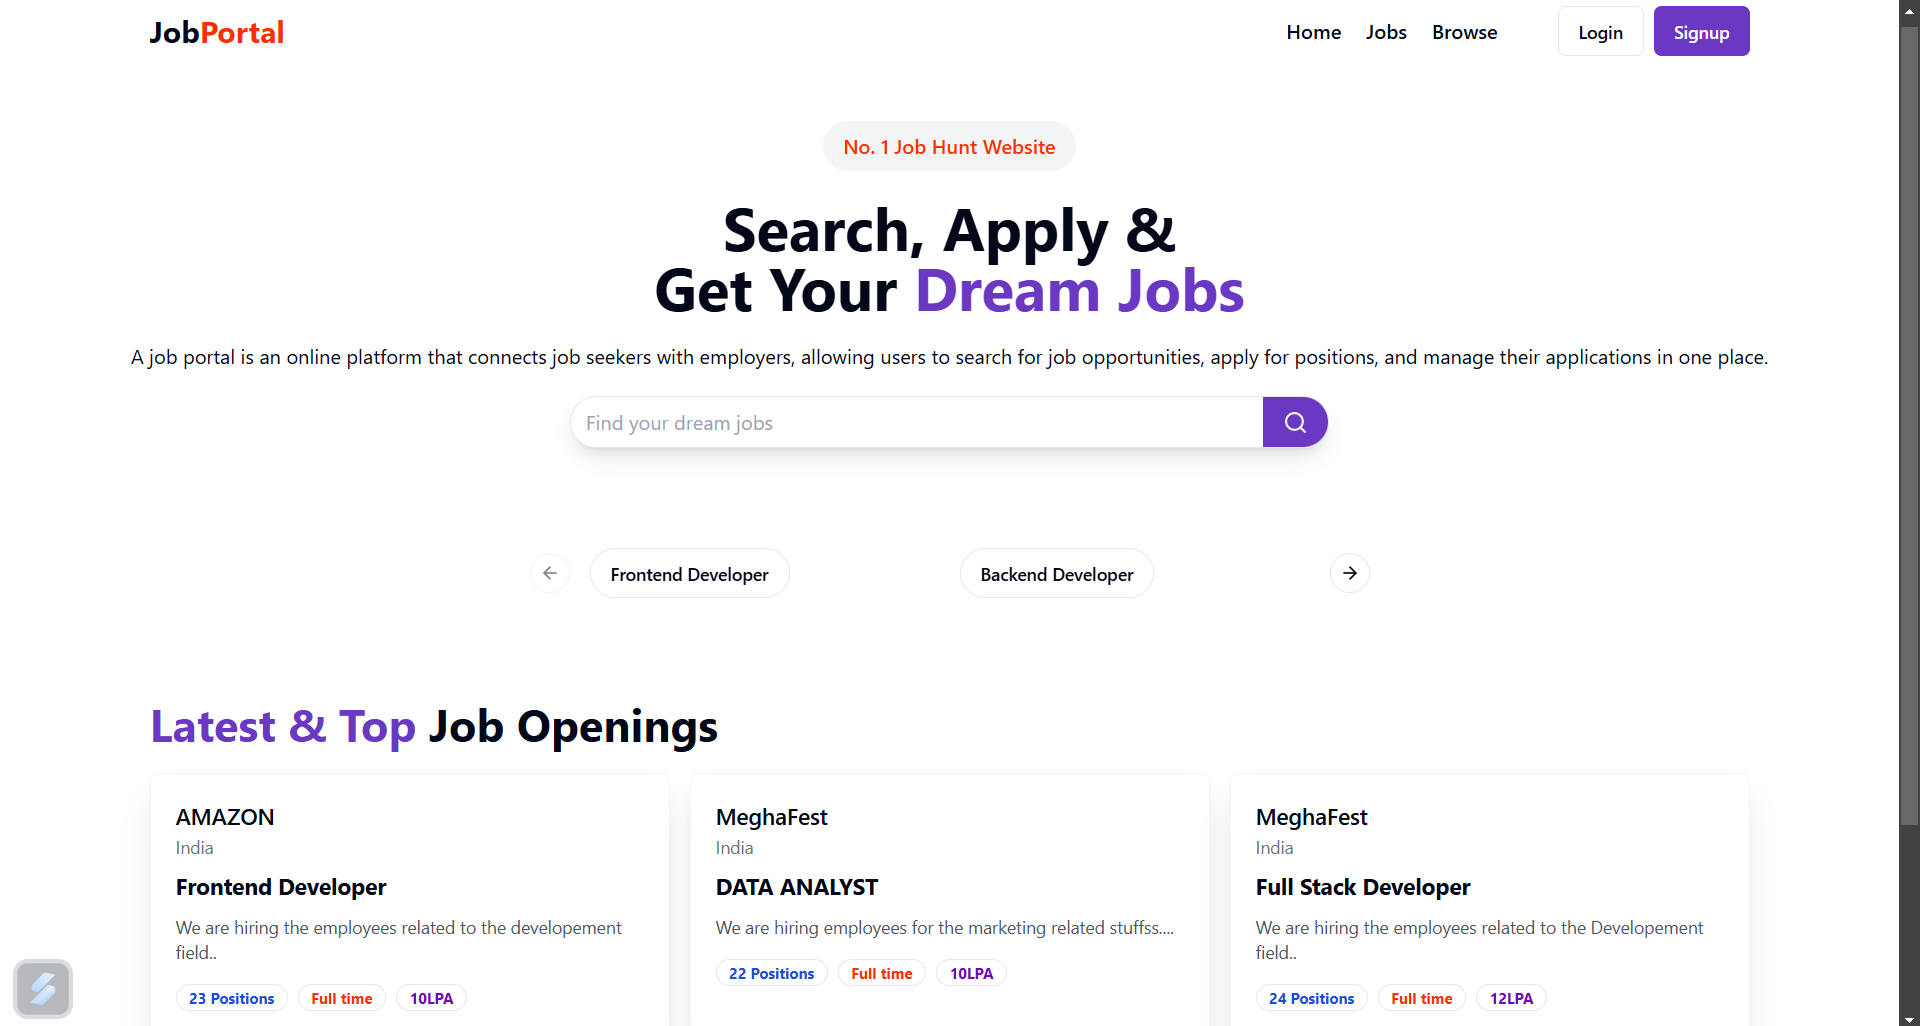 JobPortal
Home Jobs Browse Login Signup
No. 1 Job Hunt Website
Search, Apply &
Get Your Dream Jobs
A job portal is an online platform that connects job seekers with employers, allowing users to search for job opportunities, apply for positions, and manage their applications in one place.
Find your dream jobs
Frontend Developer
Backend Developer
Latest & Top Job Openings
AMAZON
India
Frontend Developer
We are hiring the employees related to the developement
field..
23 Positions Full time 10LPA
MeghaFest
India
DATA ANALYST
We are hiring employees for the marketing related stuffss....
22 Positions Full time 10LPA
MeghaFest
India
Full Stack Developer
We are hiring the employees related to the Developement
field..
24 Positions Full time 12LPA